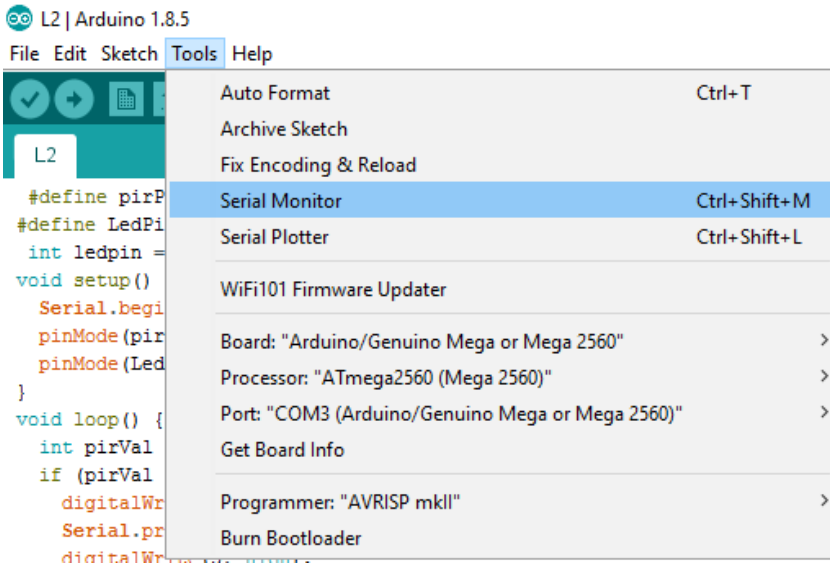 L2 | Arduino 1.8.5
File Edit Sketch Tools Help
Auto Format Ctrl+T
Archive Sketch
Fix Encoding & Reload
Serial Monitor Ctrl+Shift+M
Serial Plotter Ctrl+Shift+L
WiFi101 Firmware Updater
Board: "Arduino/Genuino Mega or Mega 2560"
Processor: "ATmega2560 (Mega 2560)"
Port: "COM3 (Arduino/Genuino Mega or Mega 2560)"
Get Board Info
Programmer: "AVRISP mkII"
Burn Bootloader
L2
#define pirP
#define LedPi
int ledpin =
void setup()
Serial.begi
pinMode(pir
pinMode(Led
}
void loop() {
int pirVal
if (pirVal
digitalWr
Serial.pr
digitalWr